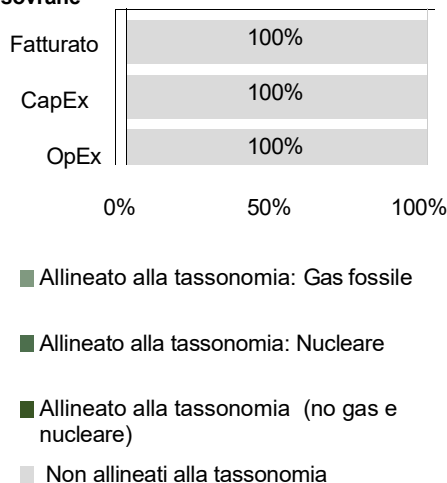 Fatturato 100%
CapEx 100%
OpEx 100%
0% 50% 100%
Allineato alla tassonomia: Gas fossile
Allineato alla tassonomia: Nucleare
Allineato alla tassonomia (no gas e
nucleare)
Non allineati alla tassonomia